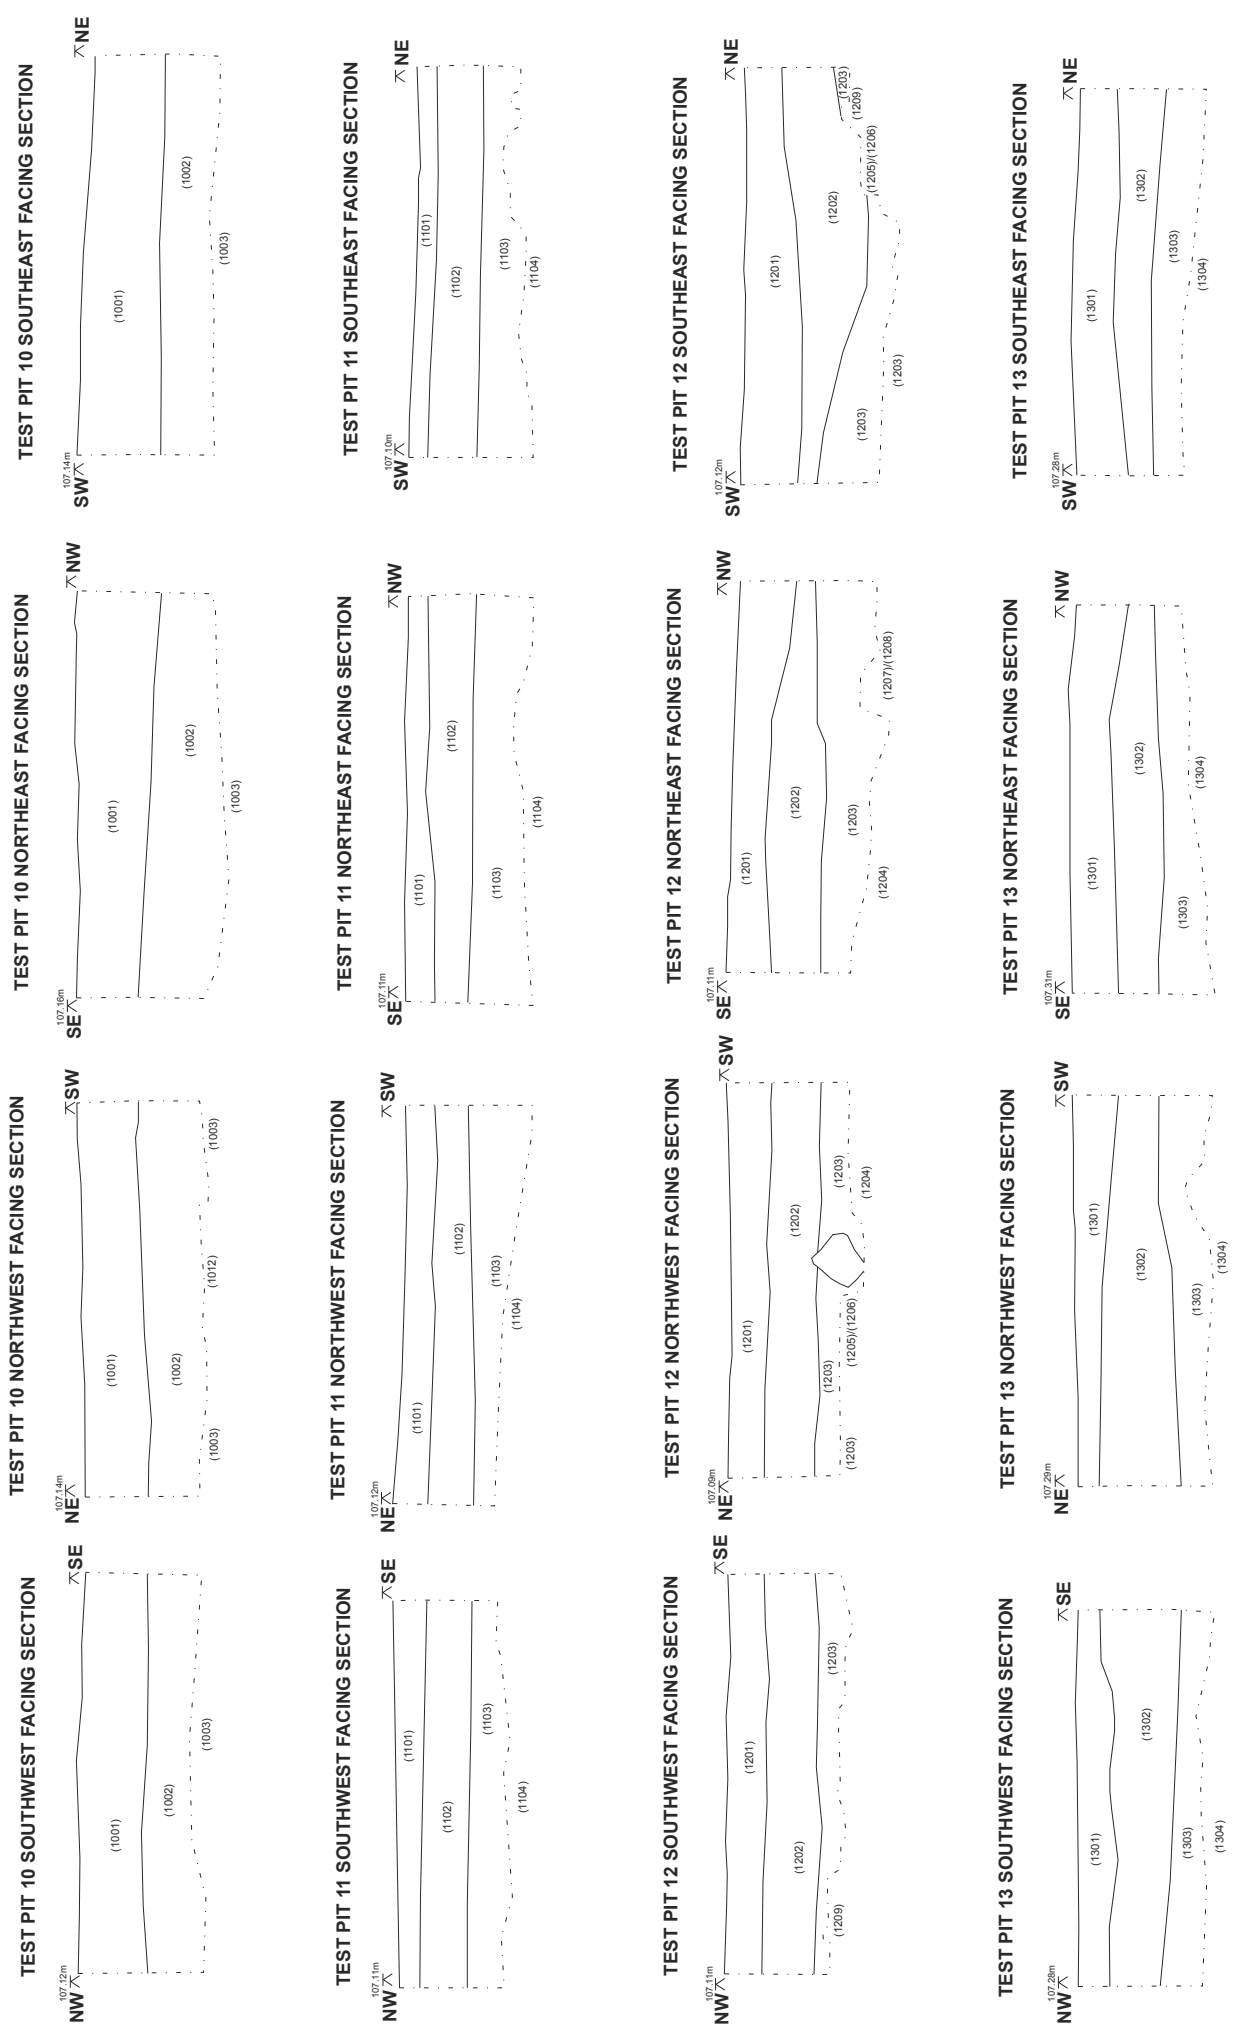 TEST PIT 10 SOUTHWEST FACING SECTION
107.12m
NW
SE
(1001)
(1002)
(1003)
TEST PIT 10 NORTHWEST FACING SECTION
107.14m
NE
SW
(1001)
(1002)
(1003)
(1012)
(1003)
TEST PIT 10 NORTHEAST FACING SECTION
107.16m
SE
NW
(1001)
(1002)
(1003)
TEST PIT 10 SOUTHEAST FACING SECTION
107.14m
SW
NE
(1001)
(1002)
(1003)
TEST PIT 11 SOUTHWEST FACING SECTION
107.11m
NW
SE
(1101)
(1102)
(1103)
(1104)
TEST PIT 11 NORTHWEST FACING SECTION
107.12m
NE
SW
(1101)
(1102)
(1103)
(1104)
TEST PIT 11 NORTHEAST FACING SECTION
107.11m
SE
NW
(1101)
(1102)
(1103)
(1104)
TEST PIT 11 SOUTHEAST FACING SECTION
107.10m
SW
NE
(1101)
(1102)
(1103)
(1104)
TEST PIT 12 SOUTHWEST FACING SECTION
107.11m
NW
SE
(1201)
(1202)
(1203)
(1209)
TEST PIT 12 NORTHWEST FACING SECTION
107.09m
NE
SW
(1201)
(1202)
(1203)
(1203)
(1203)
(1205)/(1206)
(1204)
TEST PIT 12 NORTHEAST FACING SECTION
107.11m
SE
NW
(1201)
(1202)
(1203)
(1204)
(1207)/(1208)
TEST PIT 12 SOUTHEAST FACING SECTION
107.12m
SW
NE
(1201)
(1202)
(1203)
(1209)
(1205)/(1206)
(1203)
(1203)
TEST PIT 13 SOUTHWEST FACING SECTION
107.28m
NW
SE
(1301)
(1302)
(1303)
(1304)
TEST PIT 13 NORTHWEST FACING SECTION
107.29m
NE
SW
(1301)
(1302)
(1303)
(1304)
TEST PIT 13 NORTHEAST FACING SECTION
107.31m
SE
NW
(1301)
(1302)
(1303)
(1304)
TEST PIT 13 SOUTHEAST FACING SECTION
107.28m
SW
NE
(1301)
(1302)
(1303)
(1304)